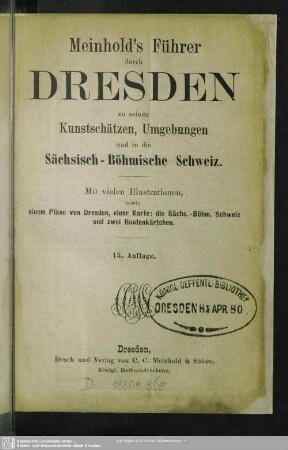 Meinhold's Führer
durch
DRESDEN
zu seinen
Kunstschätzen, Umgebungen
und in die
Sächsisch-Böhmische Schweiz.
Mit vielen Illustrationen,
sowie
einem Plane von Dresden, einer Karte: die Sächs.-Böhm. Schweiz
und zwei Routenkärtchen.
15. Auflage.
KÖNIGL. OEFFENTL. BIBLIOTHEK
DRESDEN
APR. 80
Dresden,
Druck und Verlag von C. C. Meinhold & Söhne,
Königl. Hofbuchdruckerei.